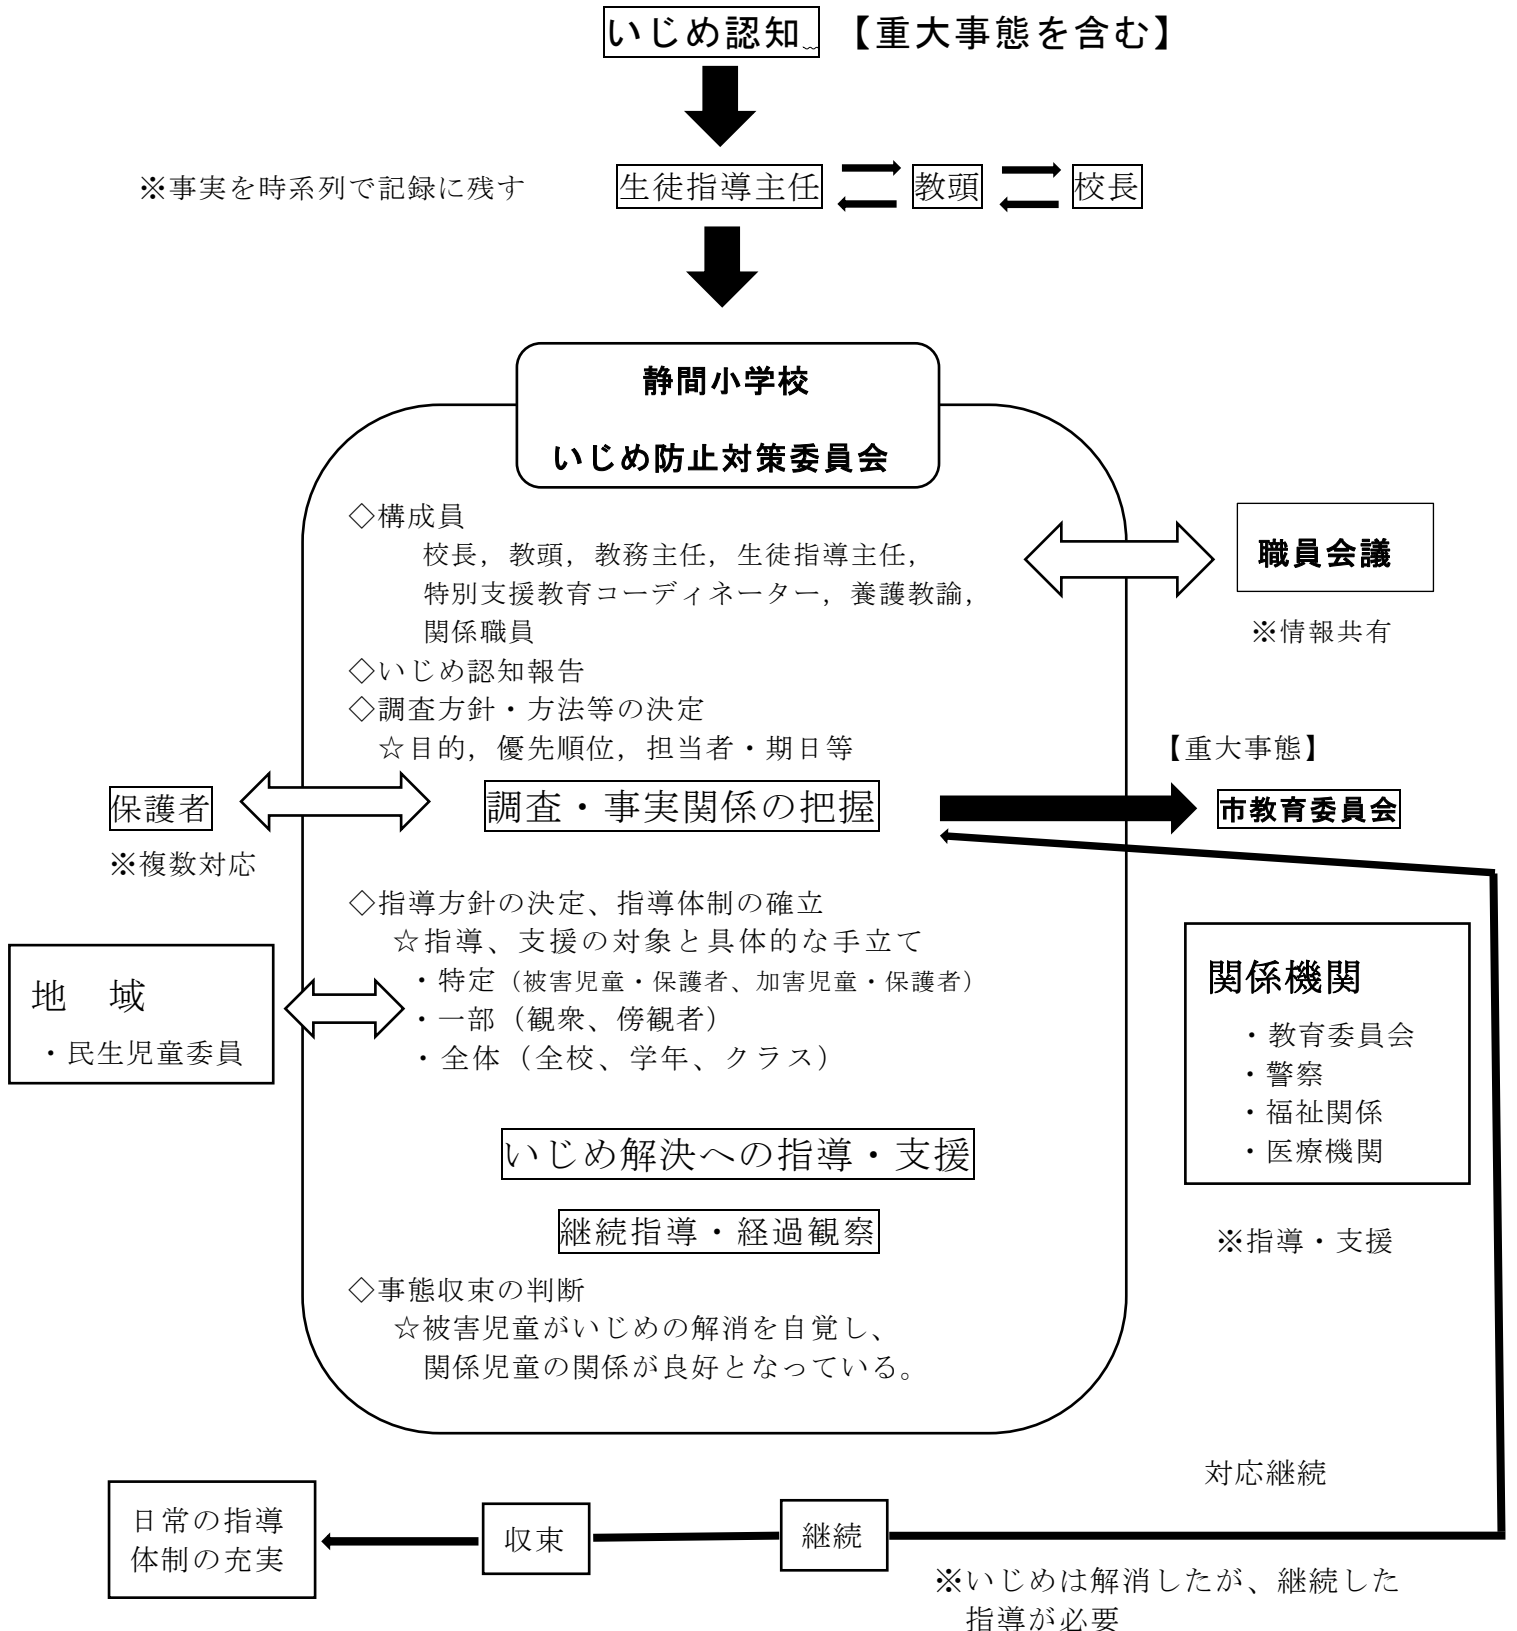 いじめ認知 【重大事態を含む】
※事実を時系列で記録に残す 生徒指導主任 教頭 校長
静間小学校
いじめ防止対策委員会
◇構成員
校長，教頭，教務主任，生徒指導主任，
特別支援教育コーディネーター，養護教諭，
関係職員
職員会議
※情報共有
◇いじめ認知報告
◇調査方針・方法等の決定
☆目的，優先順位，担当者・期日等
【重大事態】
保護者
調査・事実関係の把握
市教育委員会
※複数対応
◇指導方針の決定、指導体制の確立
☆指導、支援の対象と具体的な手立て
・特定（被害児童・保護者、加害児童・保護者）
・一部（観衆、傍観者）
・全体（全校、学年、クラス）
地　域
・民生児童委員
関係機関
・教育委員会
・警察
・福祉関係
・医療機関
※指導・支援
いじめ解決への指導・支援
継続指導・経過観察
◇事態収束の判断
☆被害児童がいじめの解消を自覚し、
関係児童の関係が良好となっている。
対応継続
日常の指導
体制の充実
収束
継続
※いじめは解消したが、継続した
指導が必要